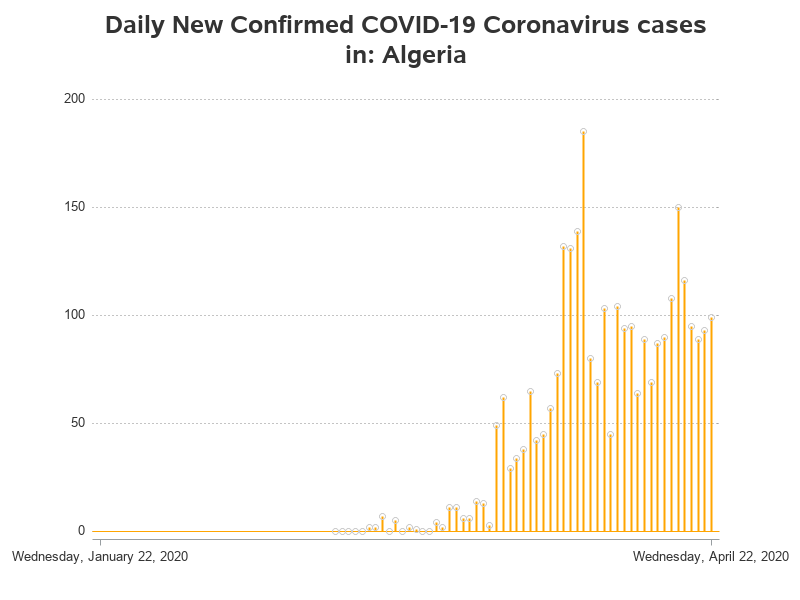 Daily New Confirmed COVID-19 Coronavirus cases
in: Algeria
200
150
100
50
0
Wednesday, January 22, 2020 Wednesday, April 22, 2020